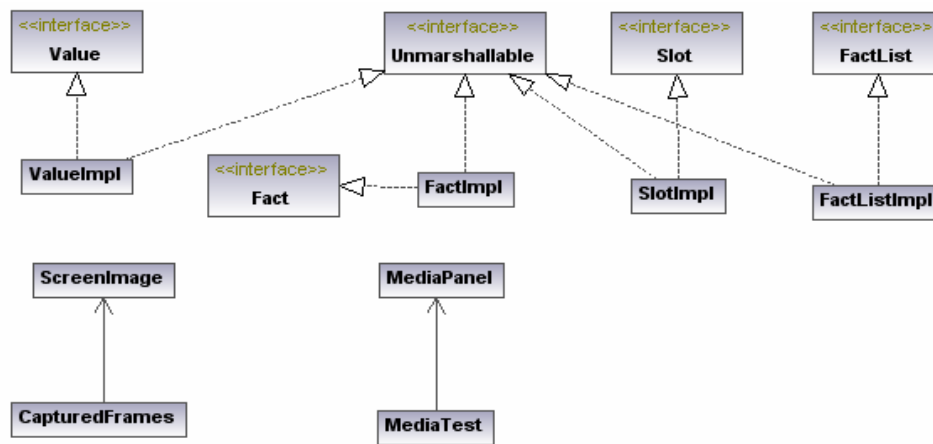 <<interface>>
Value
<<interface>>
Unmarshallable
<<interface>>
Slot
<<interface>>
FactList
ValueImpl
<<interface>>
Fact
FactImpl
SlotImpl
FactListImpl
ScreenImage
MediaPanel
CapturedFrames
MediaTest